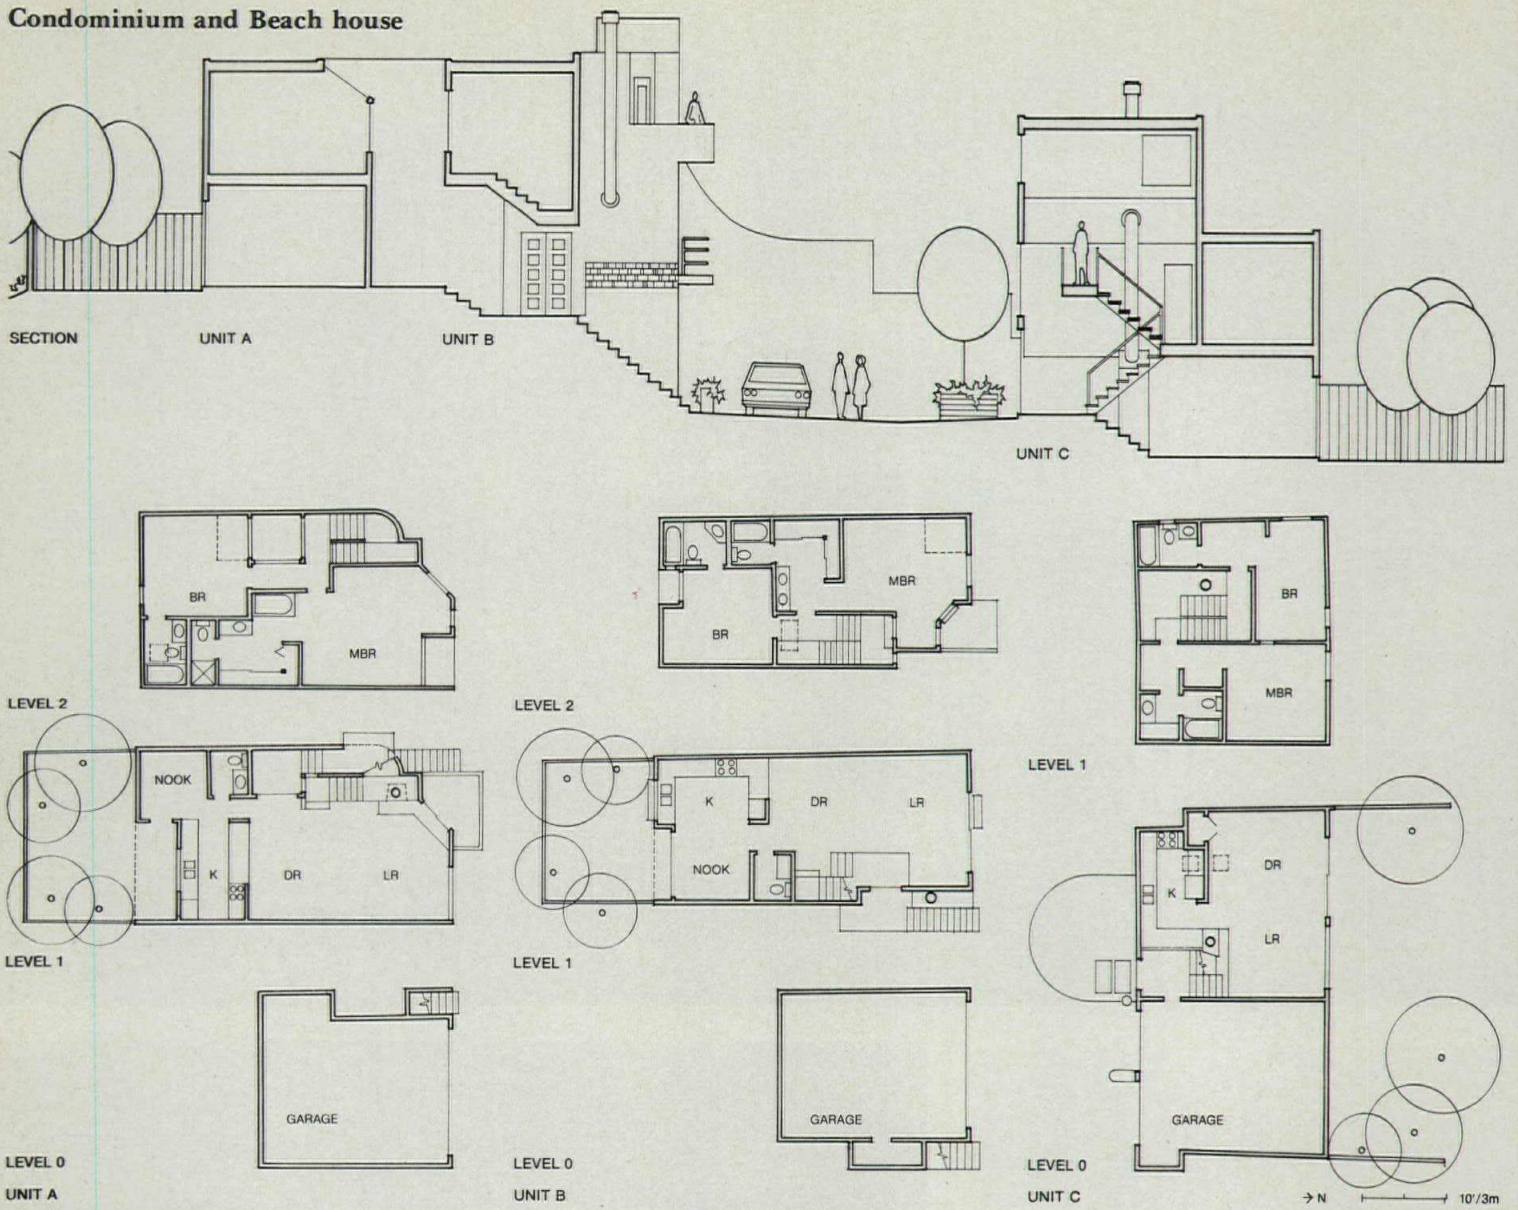 Condominium and Beach house
SECTION
UNIT A
UNIT B
UNIT C
BR
MBR
LEVEL 2
BR
MBR
LEVEL 2
BR
MBR
LEVEL 1
NOOK
K
DR
LR
LEVEL 1
K
DR
LR
NOOK
LEVEL 1
K
DR
LR
GARAGE
LEVEL 0
UNIT A
GARAGE
LEVEL 0
UNIT B
GARAGE
LEVEL 0
UNIT C
→ N
10'/3m